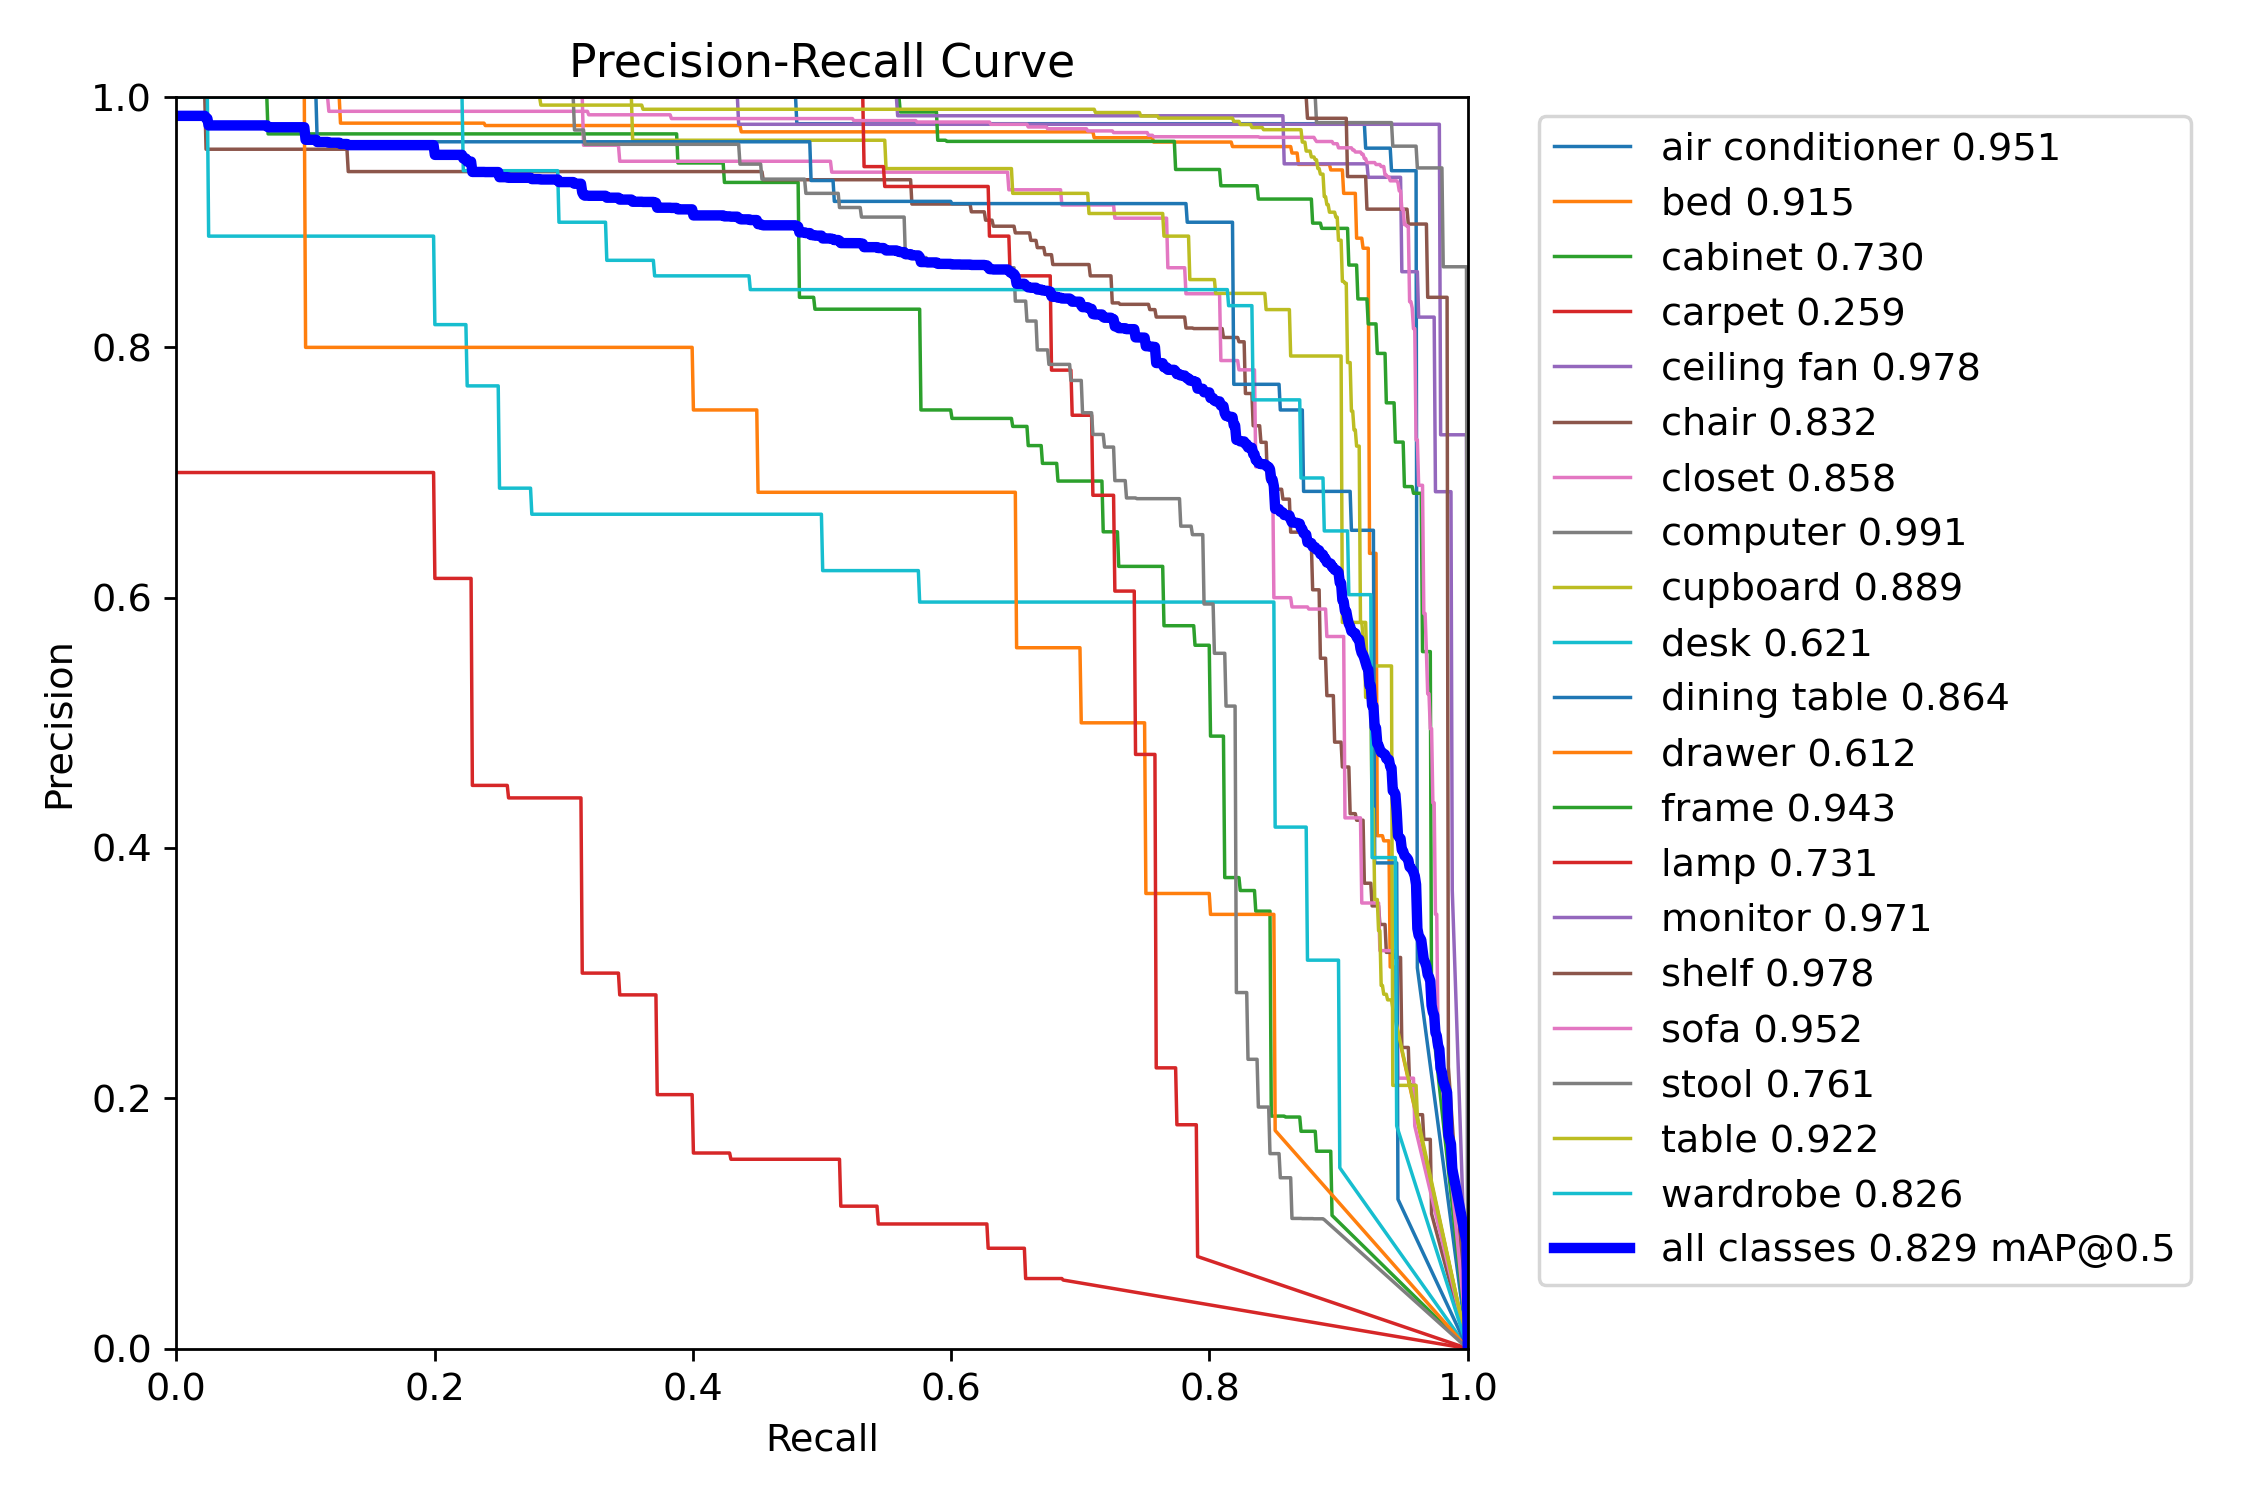 Precision-Recall Curve
1.0
0.8
0.6
0.4
0.2
0.0
Precision
0.0 0.2 0.4 0.6 0.8 1.0
Recall
air conditioner 0.951
bed 0.915
cabinet 0.730
carpet 0.259
ceiling fan 0.978
chair 0.832
closet 0.858
computer 0.991
cupboard 0.889
desk 0.621
dining table 0.864
drawer 0.612
frame 0.943
lamp 0.731
monitor 0.971
shelf 0.978
sofa 0.952
stool 0.761
table 0.922
wardrobe 0.826
all classes 0.829 mAP@0.5